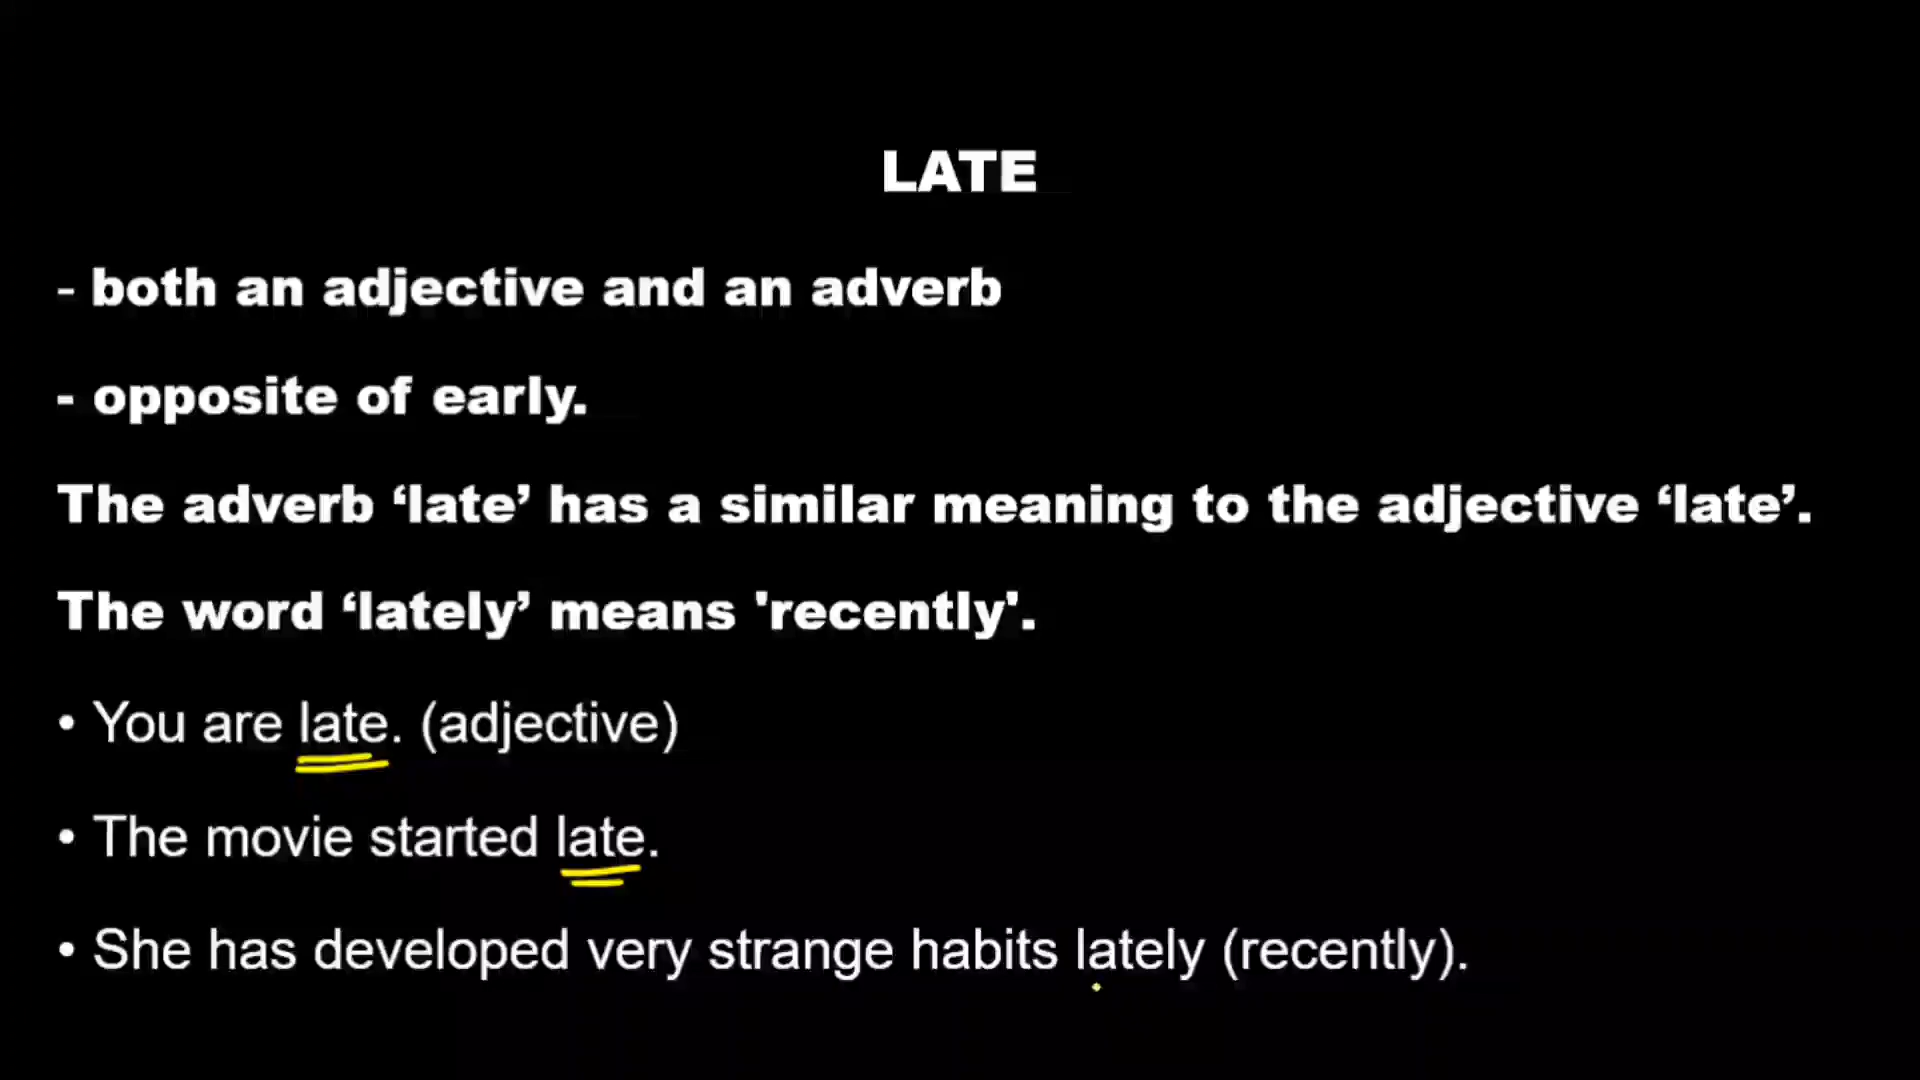 LATE
- both an adjective and an adverb
- opposite of early.
The adverb ‘late’ has a similar meaning to the adjective ‘late’.
The word ‘lately’ means 'recently'.
• You are late. (adjective)
• The movie started late.
• She has developed very strange habits lately (recently).